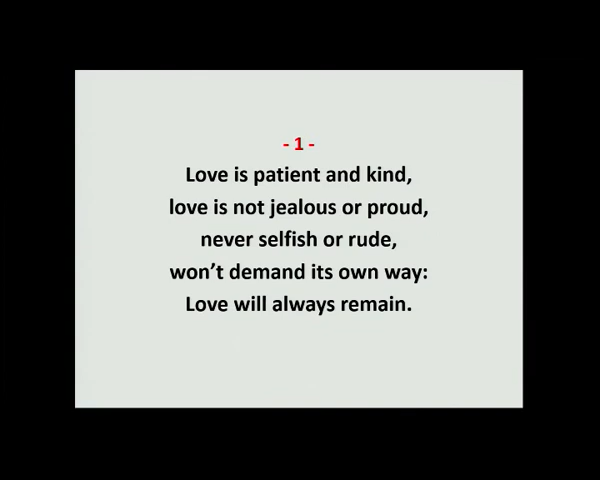 - 1 -
Love is patient and kind,
love is not jealous or proud,
never selfish or rude,
won’t demand its own way:
Love will always remain.